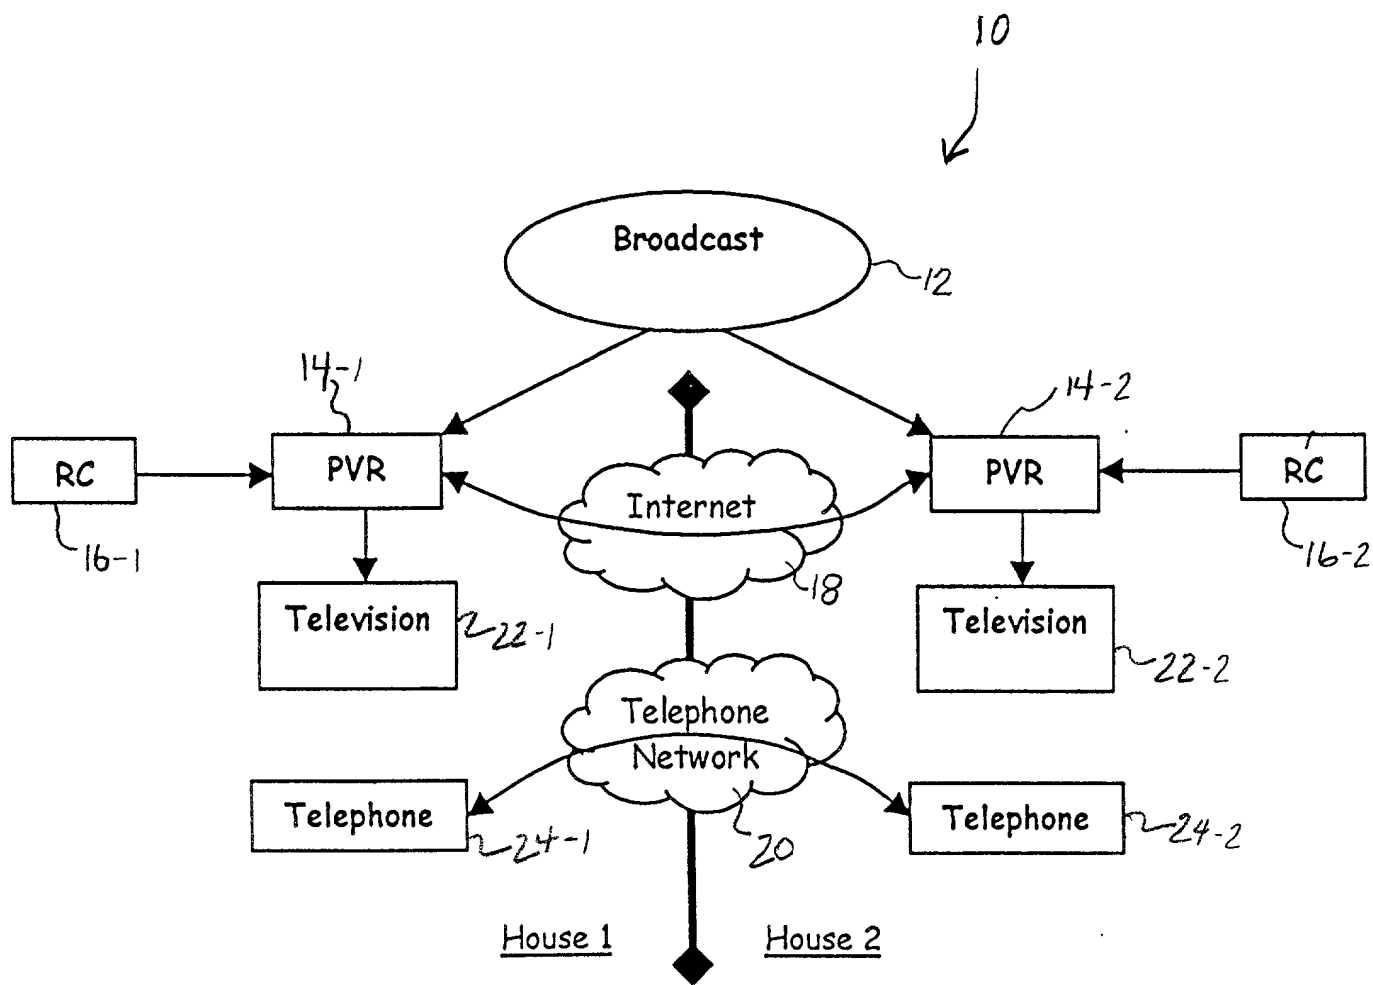 10
Broadcast
12
14-1
14-2
RC
PVR
Internet
PVR
RC
16-1
16-2
18
Television
22-1
Television
22-2
Telephone
Network
Telephone
24-1
20
Telephone
24-2
House 1
House 2